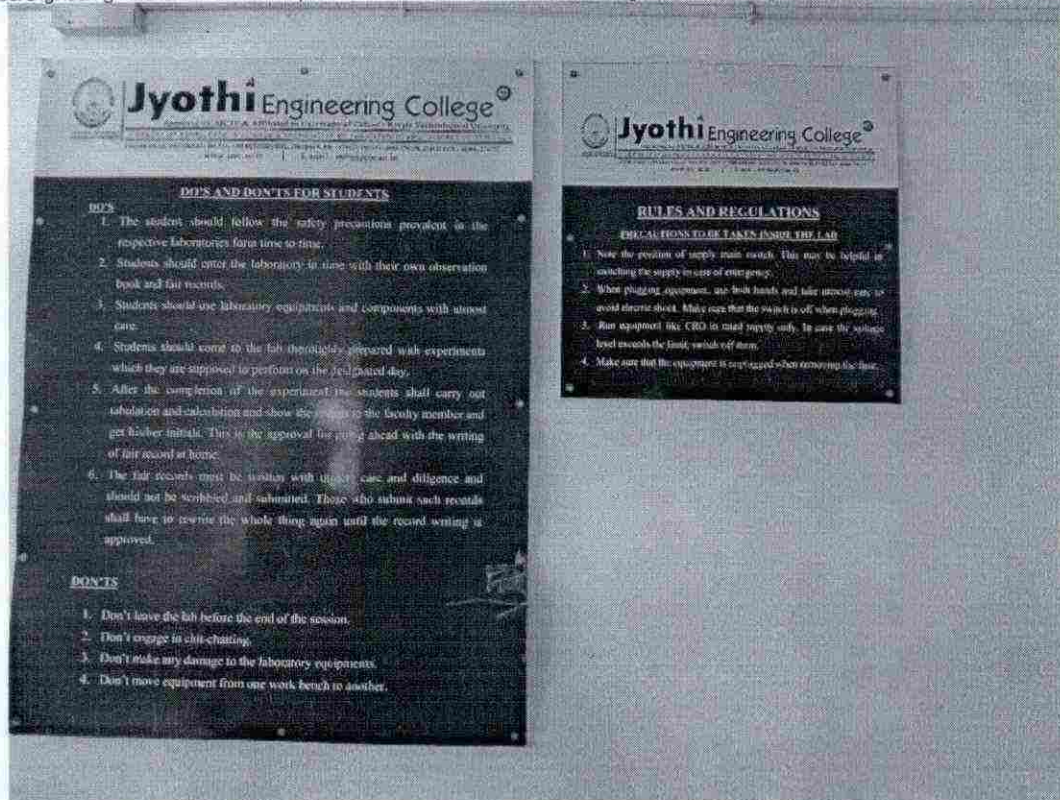 Jyothi Engineering College
DO'S AND DON'TS FOR STUDENTS
DO'S
1. The student should follow the safety precautions prevalent in the
respective laboratories form time to time.
2. Students should enter the laboratory in time with their own observation
book and fair records.
3. Students should use laboratory equipments and components with utmost
care.
4. Students should come to the lab thoroughly prepared with experiments
which they are supposed to perform on the designated day.
5. After the completion of the experiment the students shall carry out
tabulation and calculation and show the to the faculty member and
get his/her initials. This is the approval for going ahead with the writing
of fair record at home.
6. The fair records must be written with care and diligence and
should not be scribbled and submitted. Those who submit such records
shall have to rewrite the whole thing again until the record writing is
approved.
DON'TS
1. Don't leave the lab before the end of the session.
2. Don't engage in chit-chatting.
3. Don't make any damage to the laboratory equipments.
4. Don't move equipment from one work bench to another.
Jyothi Engineering College
RULES AND REGULATIONS
PRECAUTIONS TO BE TAKEN INSIDE THE LAB
1. Note the position of supply main switch. This may be helpful in
switching the supply in case of emergency.
2. When plugging equipment, use both hands and take utmost care to
avoid electric shock. Make sure that the switch is off when plugging.
3. Run equipment like CRO in rated supply only. In case the voltage
level exceeds the limit, switch off them.
4. Make sure that the equipment is unplugged when removing the fuse.